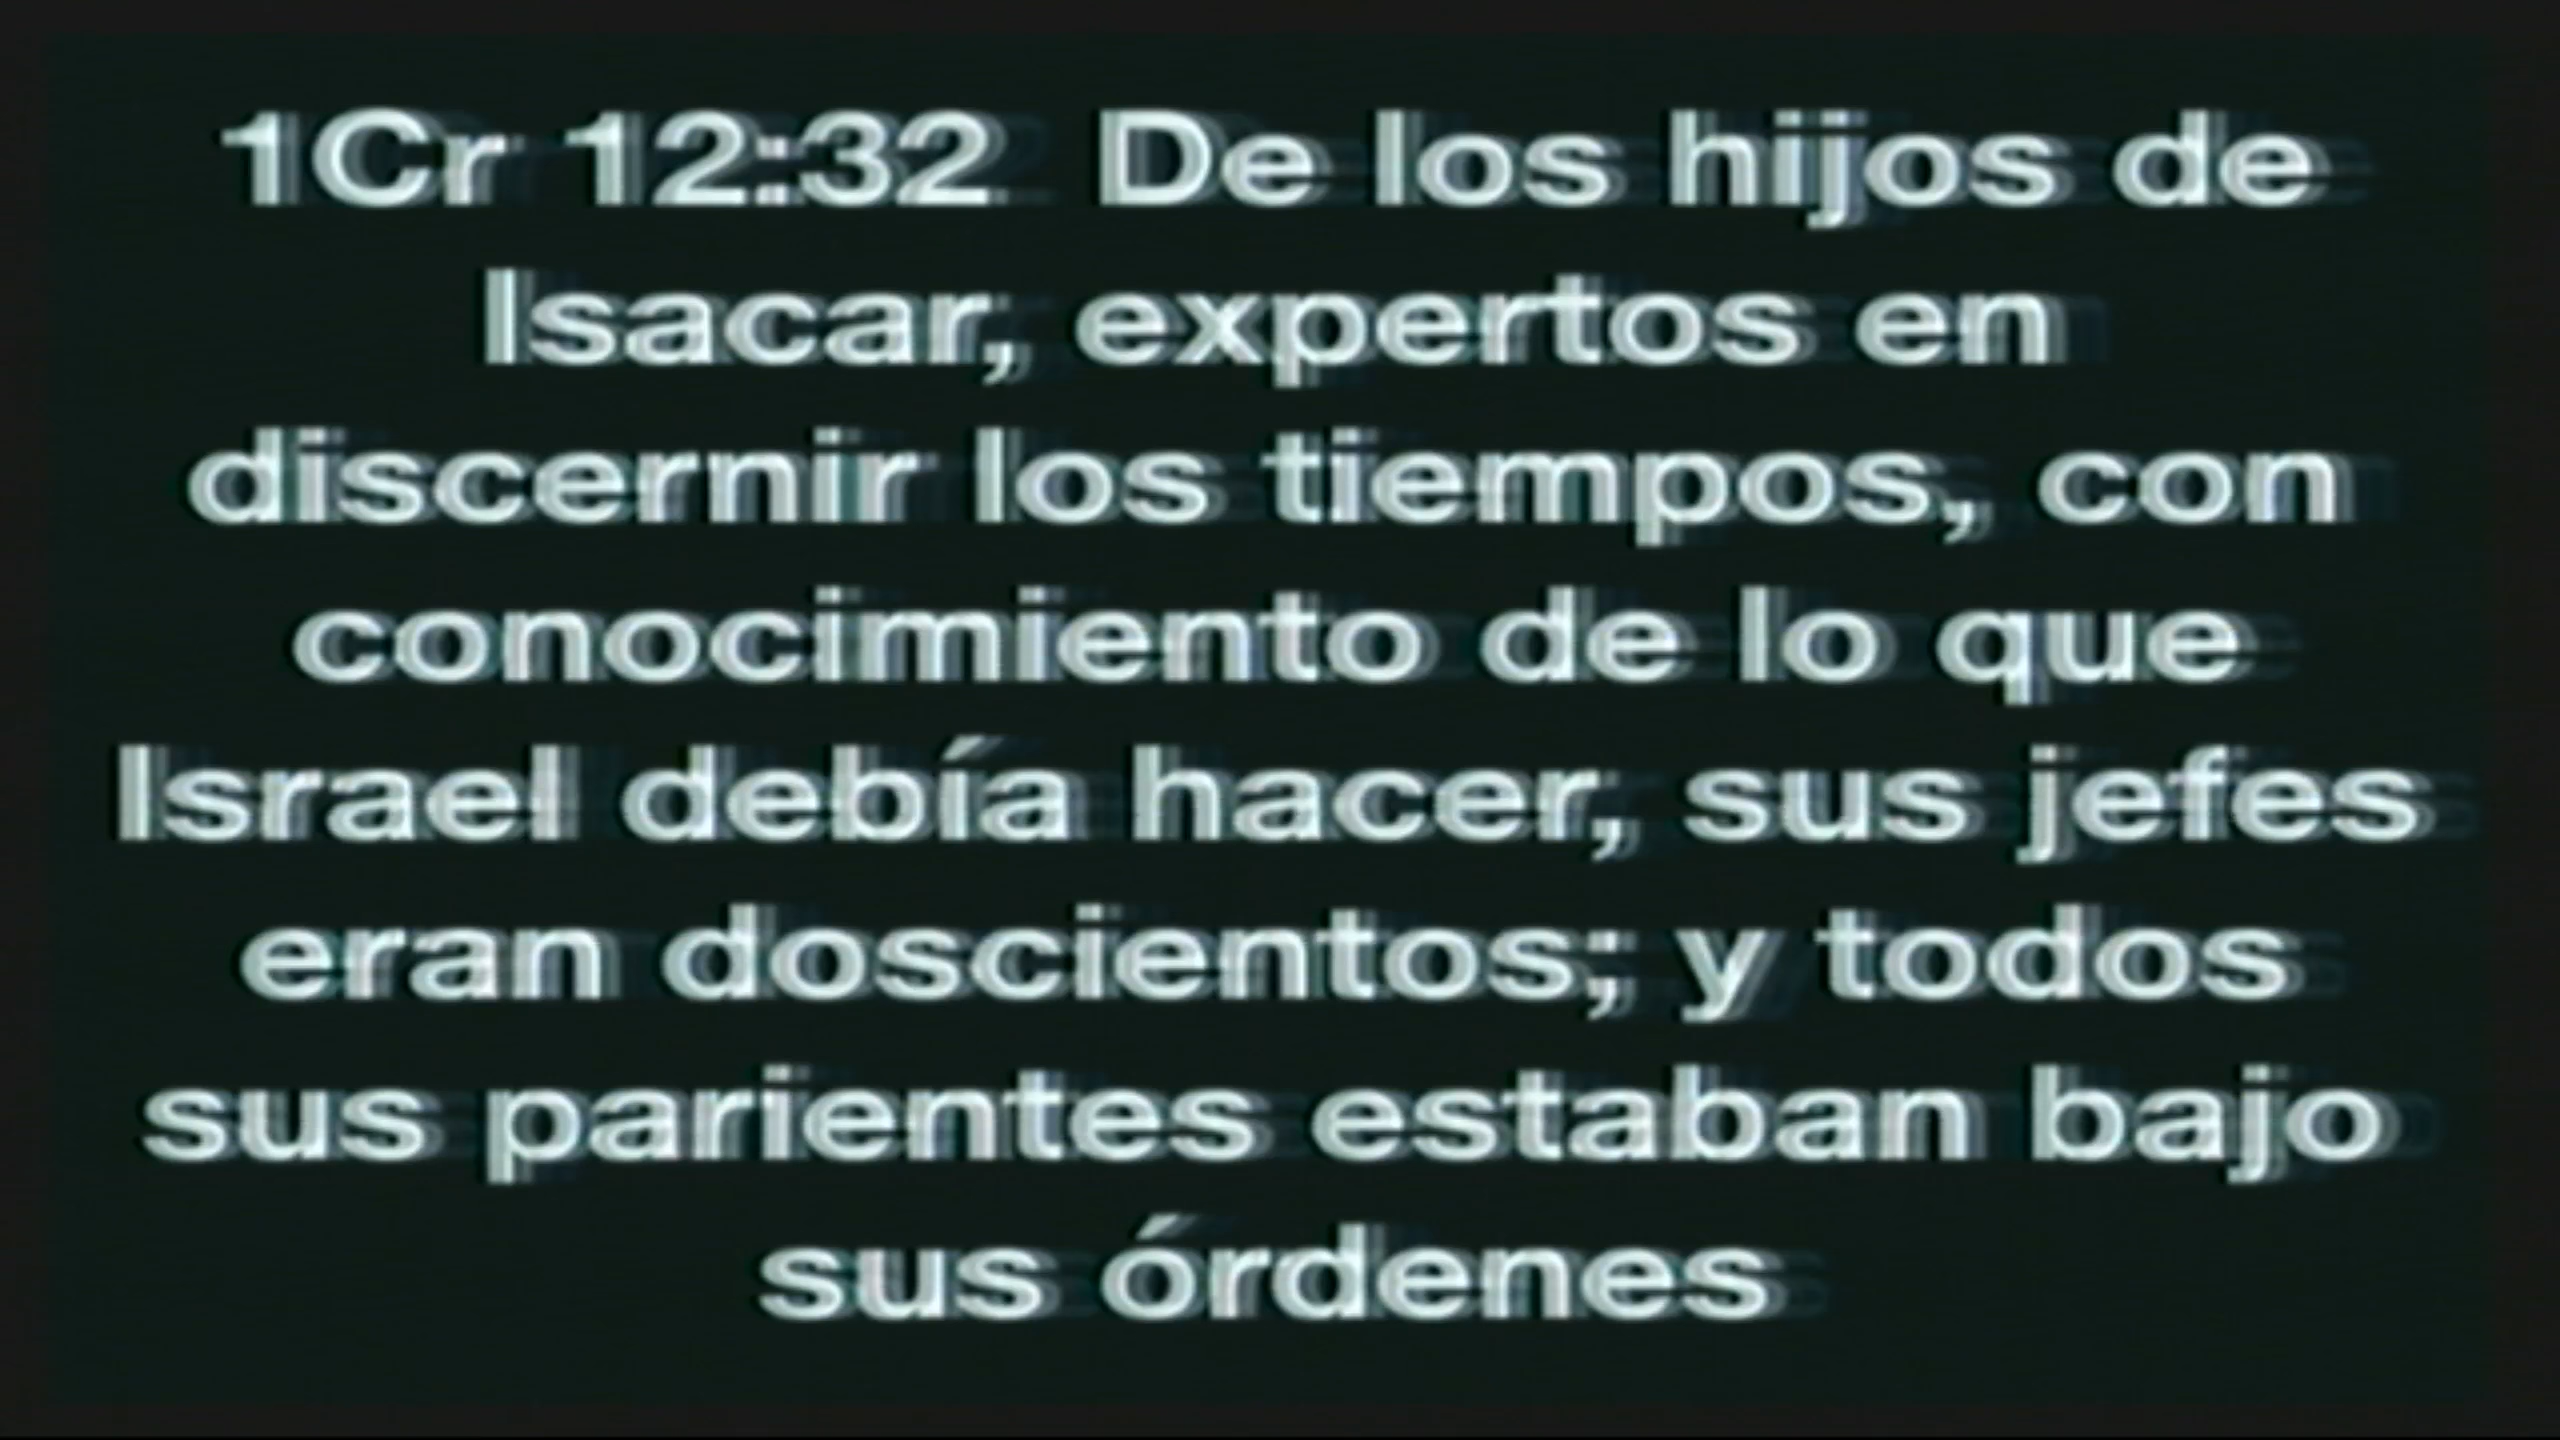 1Cr 12:32  De los hijos de
Isacar, expertos en
discernir los tiempos, con
conocimiento de lo que
Israel debía hacer, sus jefes
eran doscientos; y todos
sus parientes estaban bajo
sus órdenes